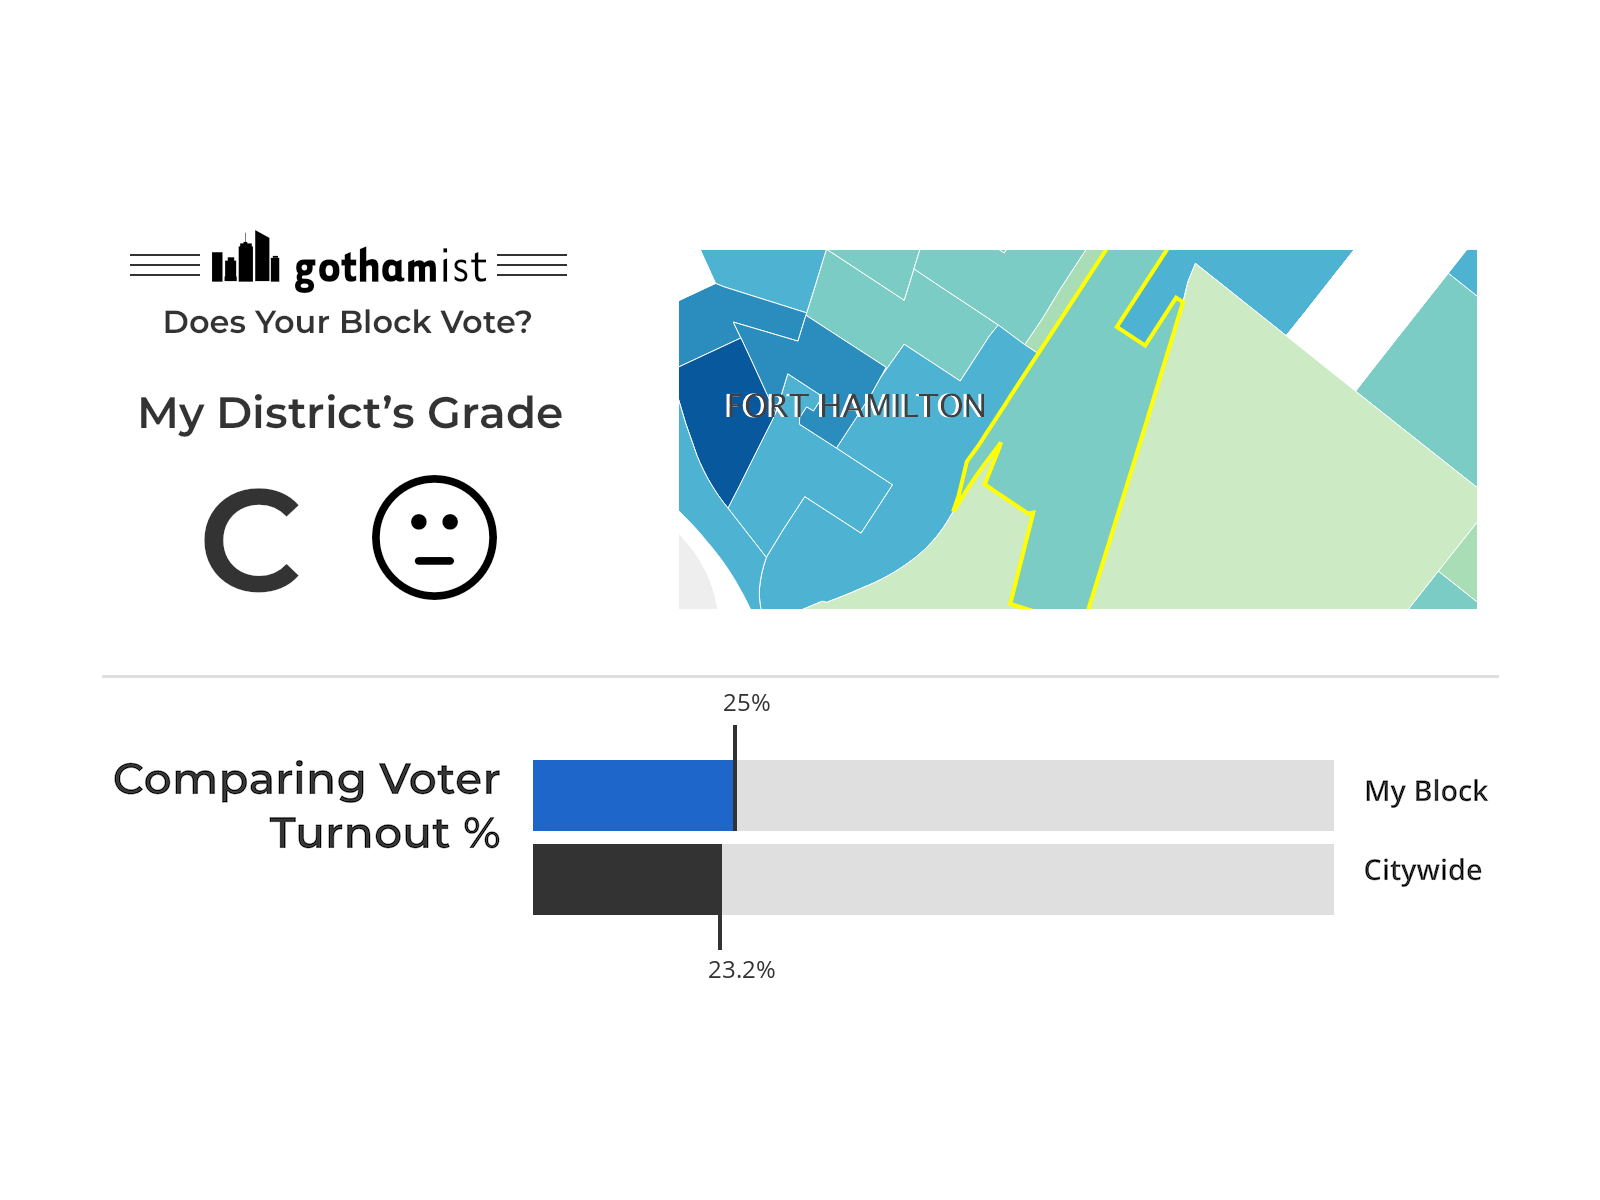 gothamist
Does Your Block Vote?
My District’s Grade
C
FORT HAMILTON
25%
Comparing Voter
Turnout %
My Block
Citywide
23.2%